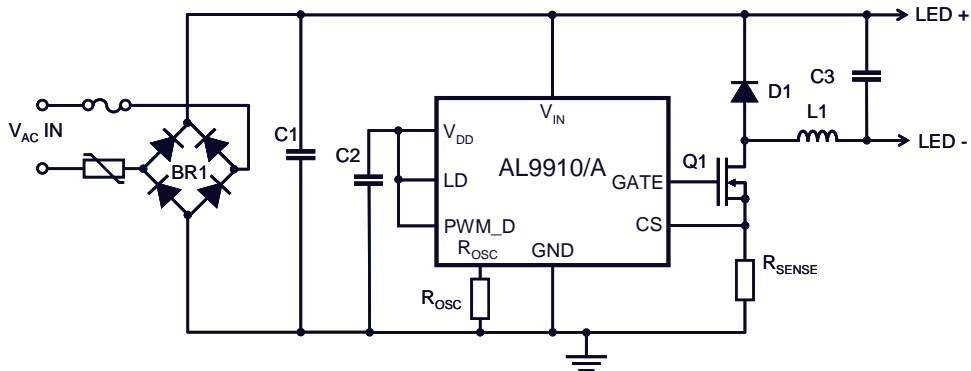 LED +
C3
D1
V_IN
L1
V_AC IN
C1
V_DD
C2
LED -
BR1
AL9910/A
Q1
LD
GATE
PWM_D
CS
R_OSC
GND
R_SENSE
R_OSC